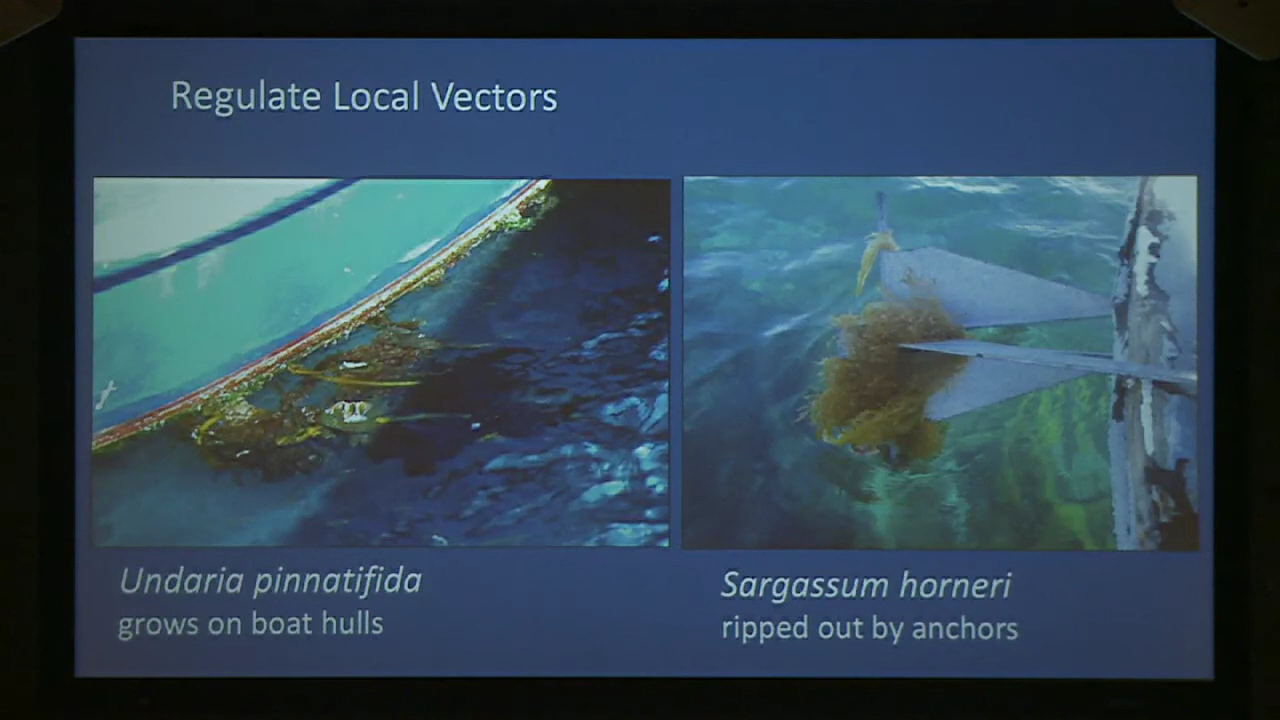 Regulate Local Vectors
Undaria pinnatifida
grows on boat hulls
Sargassum horneri
ripped out by anchors